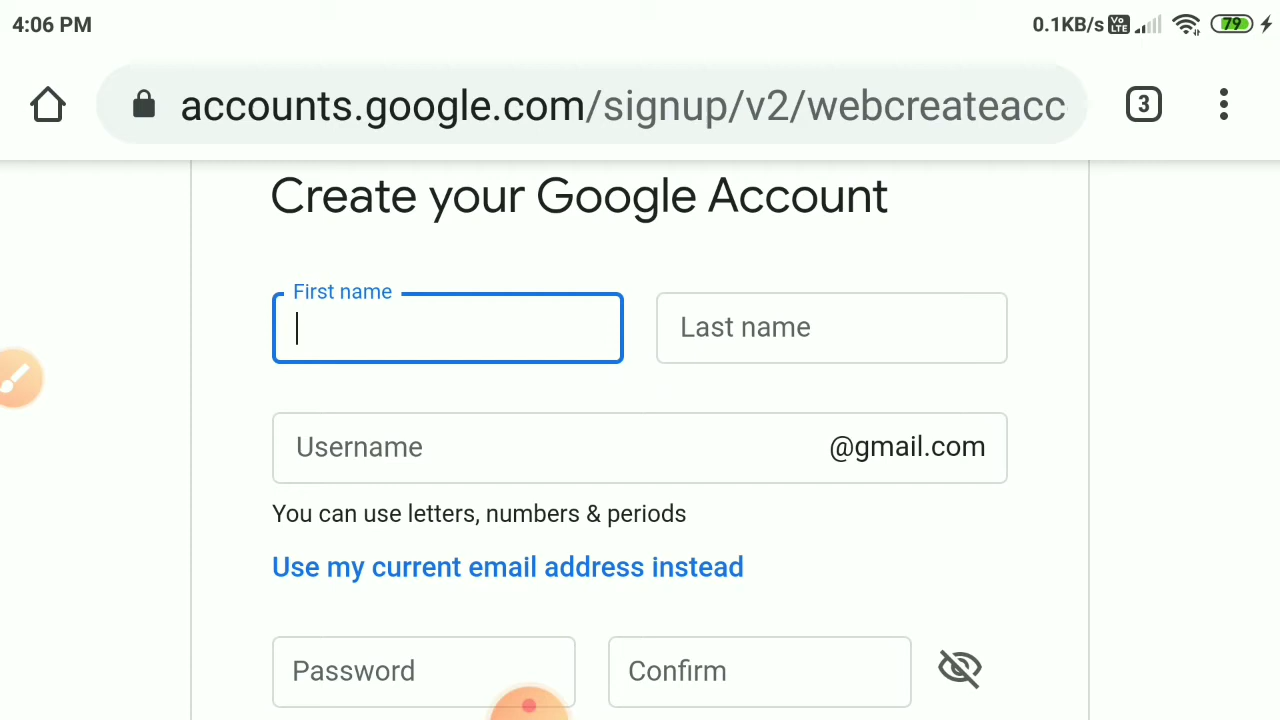 4:06 PM
0.1KB/s Vo LTE 79
accounts.google.com/signup/v2/webcreateacc
3
Create your Google Account
First name
Last name
Username
@gmail.com
You can use letters, numbers & periods
Use my current email address instead
Password
Confirm